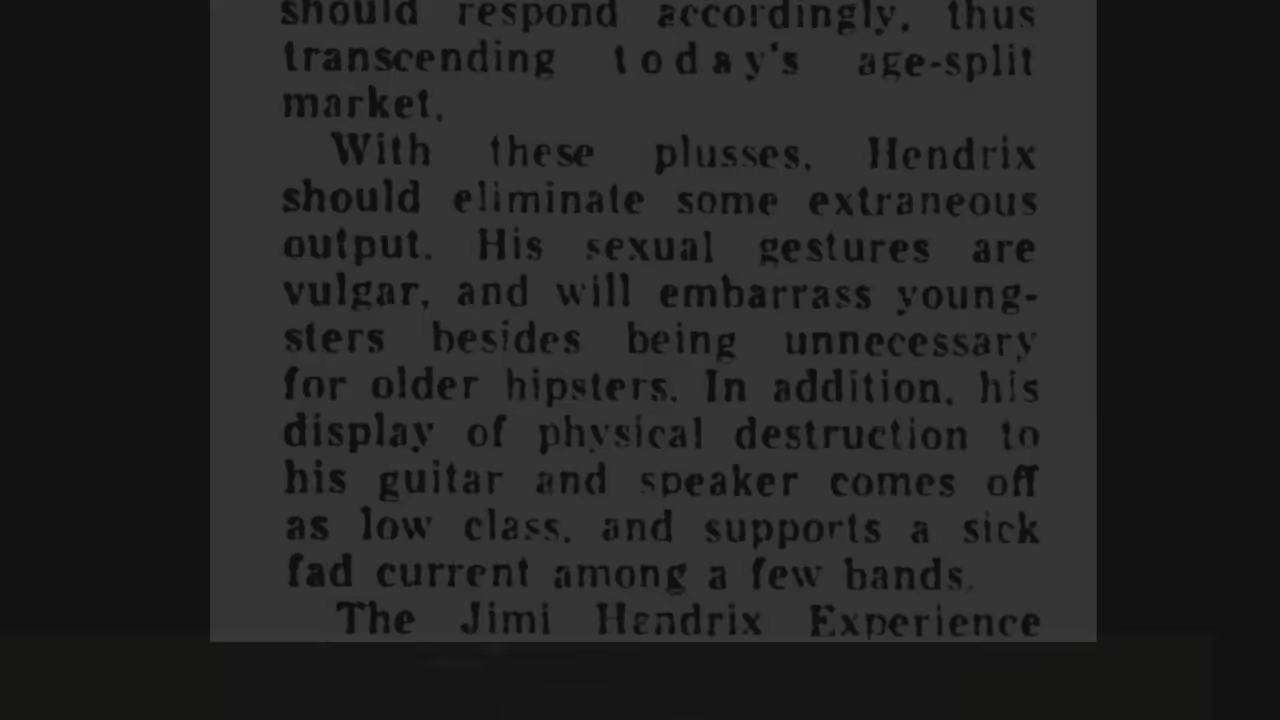 should respond accordingly, thus
transcending today's age-split
market.
With these plusses, Hendrix
should eliminate some extraneous
output. His sexual gestures are
vulgar, and will embarrass young-
sters besides being unnecessary
for older hipsters. In addition, his
display of physical destruction to
his guitar and speaker comes off
as low class, and supports a sick
fad current among a few bands.
The Jimi Hendrix Experience